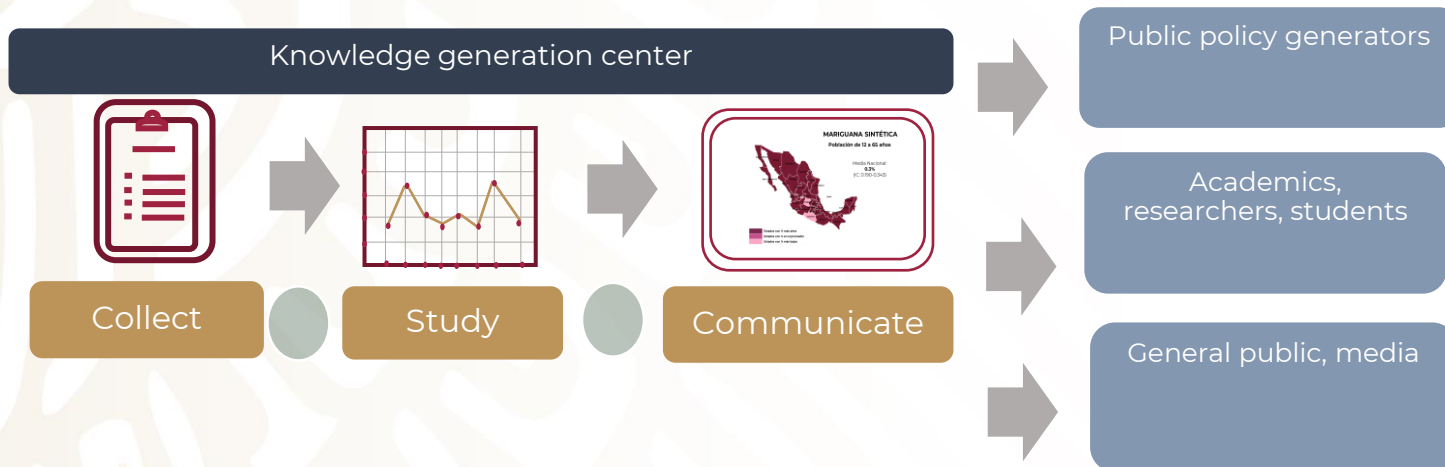 Knowledge generation center
Collect
Study
Communicate
MARIGUANA SINTÉTICA
Población de 12 a 65 años
Media Nacional
0.3%
Public policy generators
Academics,
researchers, students
General public, media